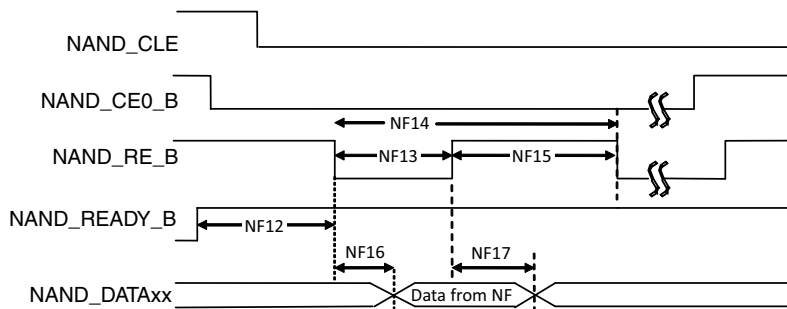 NAND_CLE
NAND_CE0_B
NF14
NAND_RE_B
NF13
NF15
NAND_READY_B
NF12
NF16
NF17
NAND_DATAxx
Data from NF